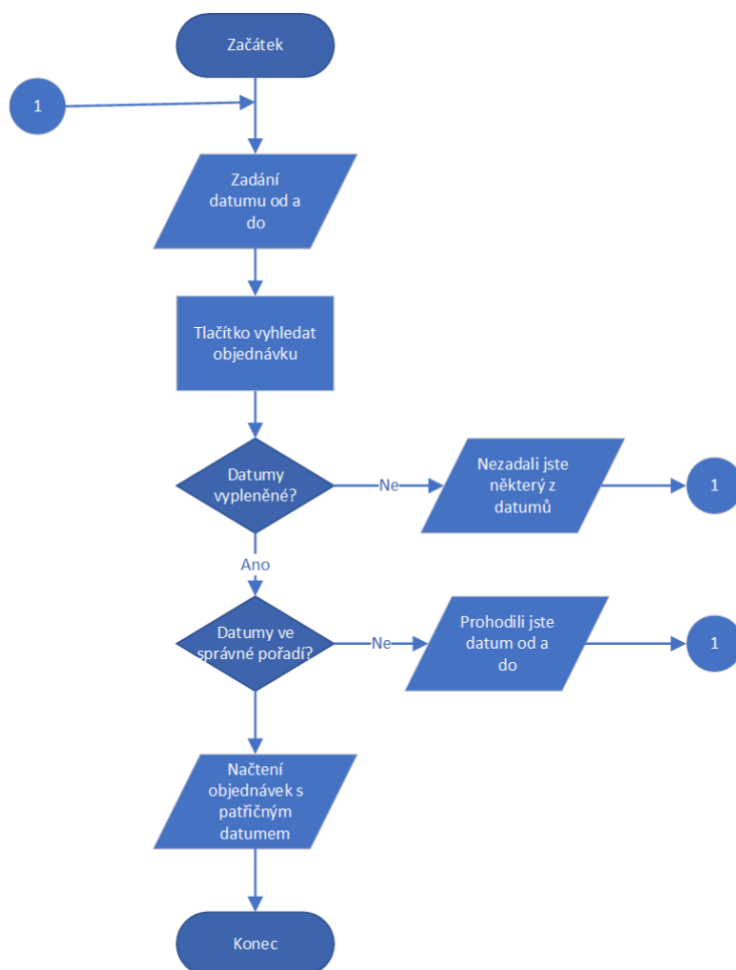 Začátek
1
Zadání
datumu od a
do
Tlačítko vyhledat
objednávku
Datumy
vypleněné?
Ne
Nezadali jste
některý z
datumů
1
Ano
Datumy ve
správné pořadí?
Ne
Prohodili jste
datum od a
do
1
Načtení
objednávek s
patřičným
datumem
Konec